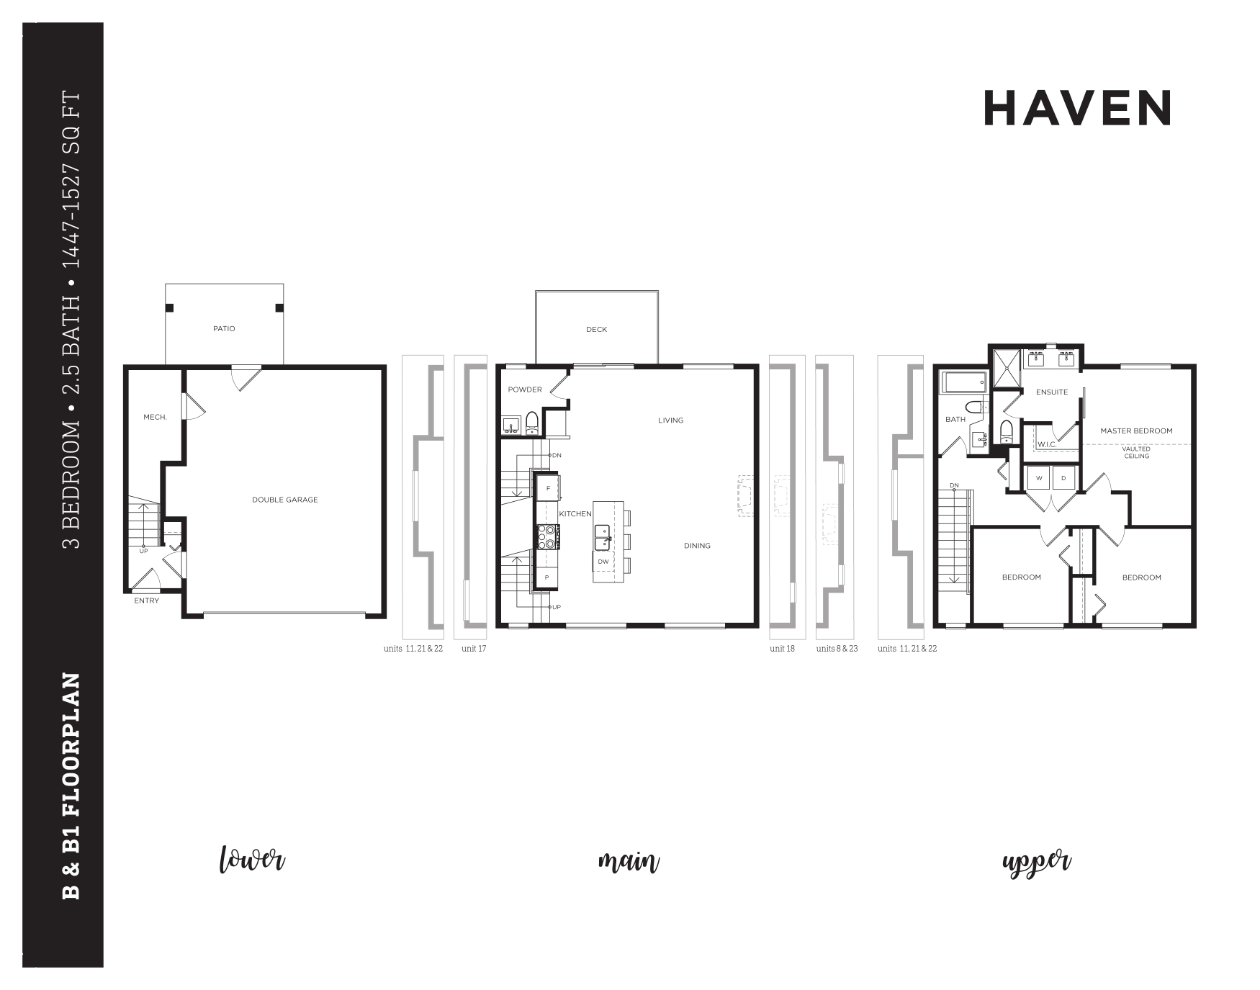 HAVEN
3 BEDROOM • 2.5 BATH • 1447-1527 SQ FT
B & B1 FLOORPLAN
PATIO
MECH.
DOUBLE GARAGE
UP
ENTRY
units 11, 21 & 22
unit 17
DECK
POWDER
LIVING
DN
F
KITCHEN
DINING
DW
P
UP
unit 18
units 8 & 23
units 11, 21 & 22
ENSUITE
BATH
MASTER BEDROOM
W.I.C.
VAULTED
CEILING
W
D
DN
BEDROOM
BEDROOM
lower
main
upper